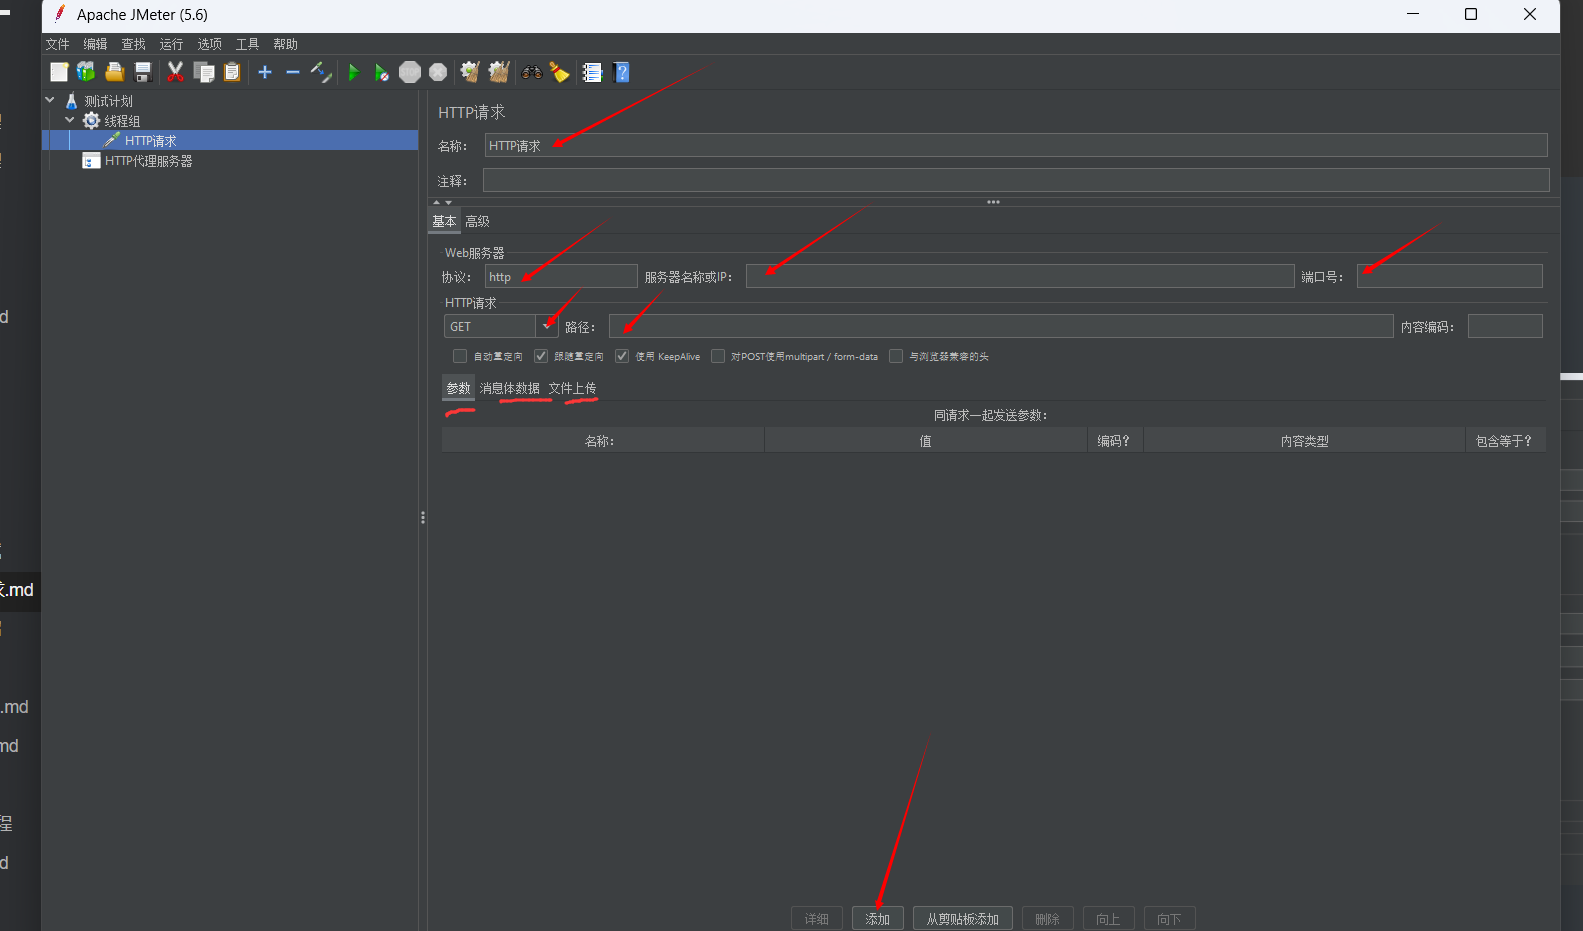 Apache JMeter (5.6)
文件 编辑 查找 运行 选项 工具 帮助
STOP
测试计划
线程组
HTTP请求
HTTP代理服务器
HTTP请求
名称： HTTP请求
注释：
基本 高级
Web服务器
协议： http 服务器名称或IP： 端口号：
HTTP请求
GET 路径： 内容编码：
自动重定向 跟随重定向 使用 KeepAlive 对POST使用multipart / form-data 与浏览器兼容的头
参数 消息体数据 文件上传
同请求一起发送参数：
名称： 值 编码? 内容类型 包含等于?
详细 添加 从剪贴板添加 删除 向上 向下
d
.md
.md
md
程
d